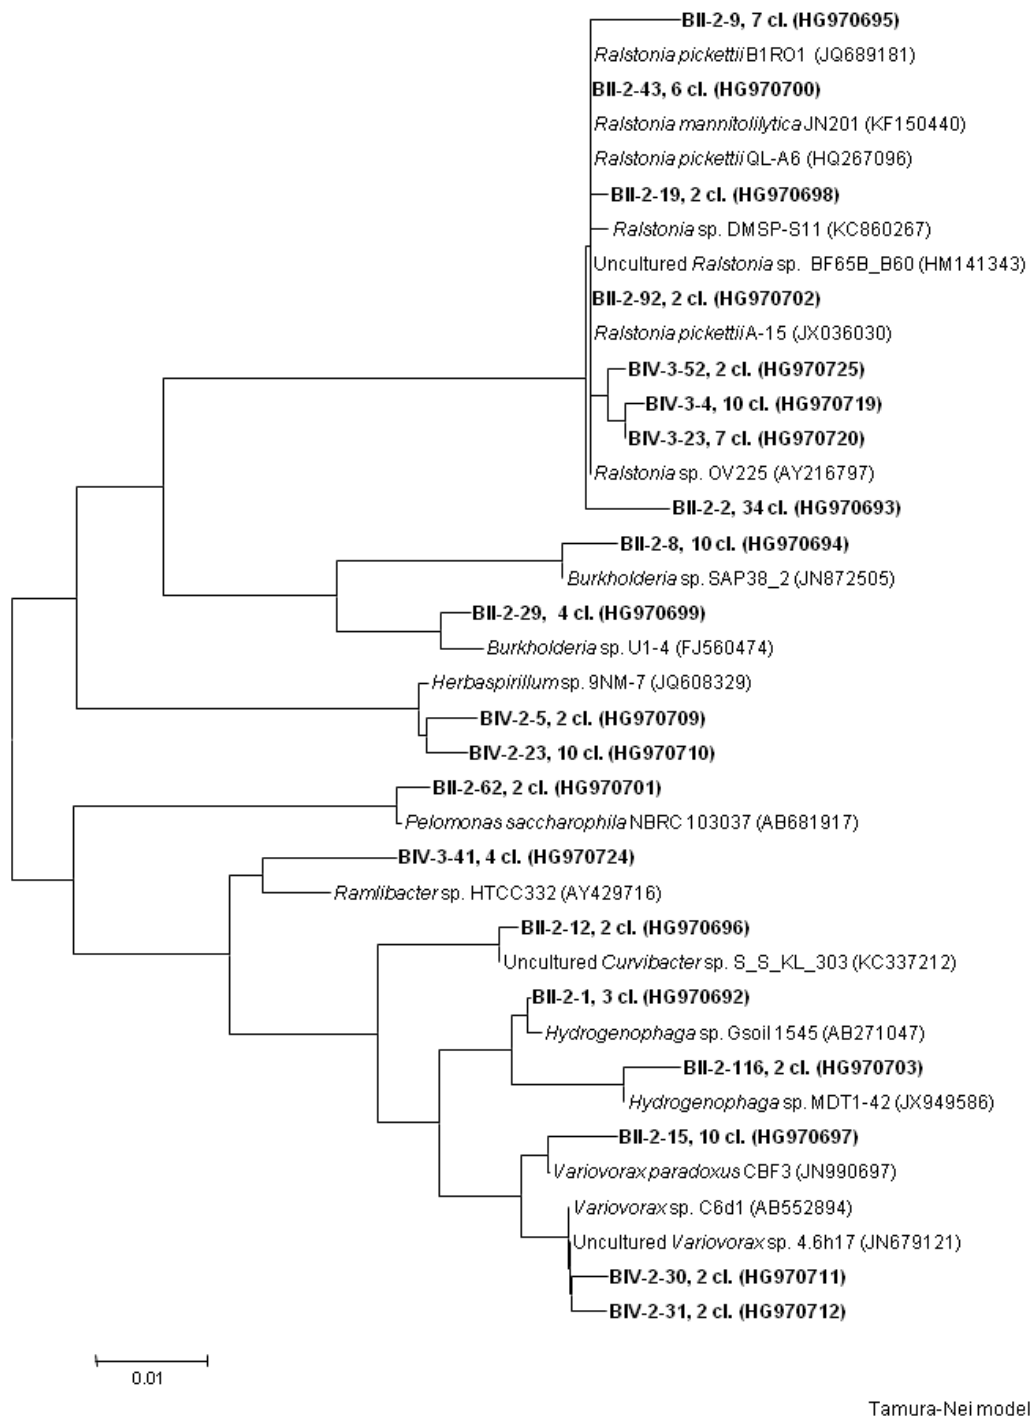 BII-2-9, 7 cl. (HG970695)
Ralstonia pickettii B1RO1 (JQ689181)
BII-2-43, 6 cl. (HG970700)
Ralstonia mannitolilytica JN201 (KF150440)
Ralstonia pickettii QL-A6 (HQ267096)
BII-2-19, 2 cl. (HG970698)
Ralstonia sp. DMSP-S11 (KC860267)
Uncultured Ralstonia sp. BF65B_B60 (HM141343)
BII-2-92, 2 cl. (HG970702)
Ralstonia pickettii A-15 (JX036030)
BIV-3-52, 2 cl. (HG970725)
BIV-3-4, 10 cl. (HG970719)
BIV-3-23, 7 cl. (HG970720)
Ralstonia sp. OV225 (AY216797)
BII-2-2, 34 cl. (HG970693)
BII-2-8, 10 cl. (HG970694)
Burkholderia sp. SAP38_2 (JN872505)
BII-2-29, 4 cl. (HG970699)
Burkholderia sp. U1-4 (FJ560474)
Herbaspirillum sp. 9NM-7 (JQ608329)
BIV-2-5, 2 cl. (HG970709)
BIV-2-23, 10 cl. (HG970710)
BII-2-62, 2 cl. (HG970701)
Pelomonas saccharophila NBRC 103037 (AB681917)
BIV-3-41, 4 cl. (HG970724)
Ramlibacter sp. HTCC332 (AY429716)
BII-2-12, 2 cl. (HG970696)
Uncultured Curvibacter sp. S_S_KL_303 (KC337212)
BII-2-1, 3 cl. (HG970692)
Hydrogenophaga sp. Gsoil 1545 (AB271047)
BII-2-116, 2 cl. (HG970703)
Hydrogenophaga sp. MDT1-42 (JX949586)
BII-2-15, 10 cl. (HG970697)
Variovorax paradoxus CBF3 (JN990697)
Variovorax sp. C6d1 (AB552894)
Uncultured Variovorax sp. 4.6h17 (JN679121)
BIV-2-30, 2 cl. (HG970711)
BIV-2-31, 2 cl. (HG970712)
0.01
Tamura-Nei model